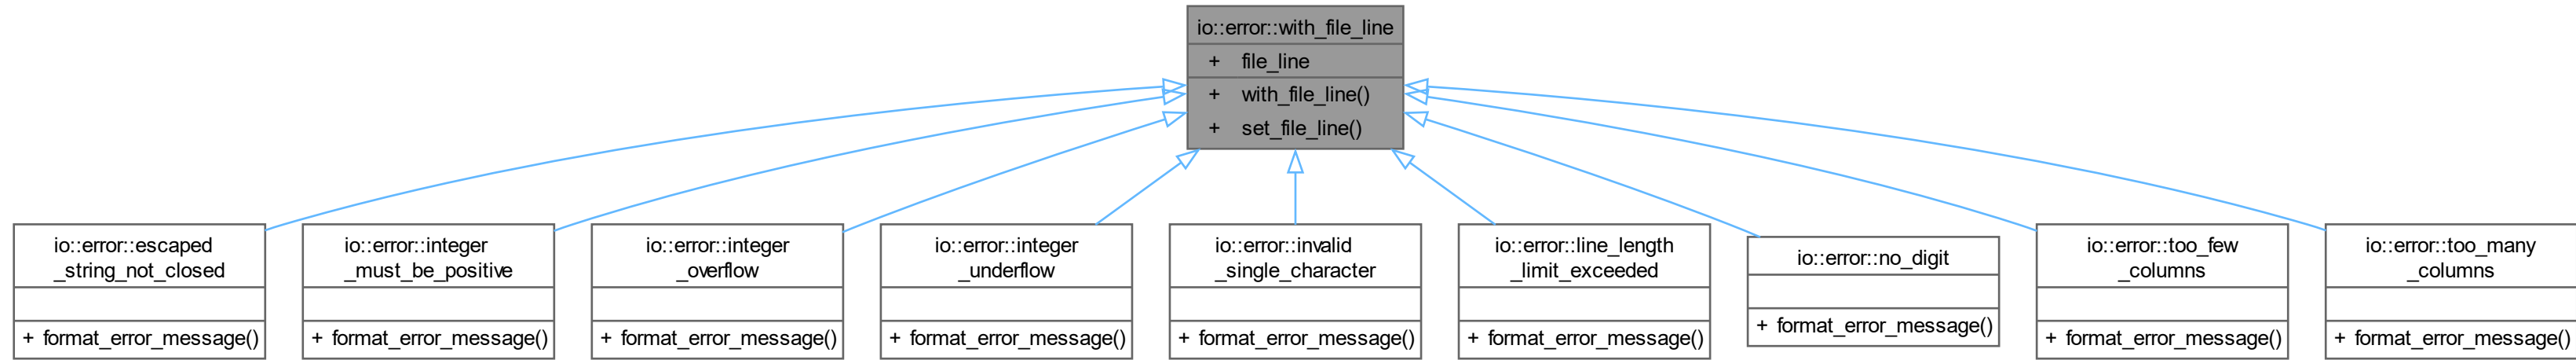 io::error::with_file_line
+ file_line
+ with_file_line()
+ set_file_line()
io::error::escaped
_string_not_closed
+ format_error_message()
io::error::integer
_must_be_positive
+ format_error_message()
io::error::integer
_overflow
+ format_error_message()
io::error::integer
_underflow
+ format_error_message()
io::error::invalid
_single_character
+ format_error_message()
io::error::line_length
_limit_exceeded
+ format_error_message()
io::error::no_digit
+ format_error_message()
io::error::too_few
_columns
+ format_error_message()
io::error::too_many
_columns
+ format_error_message()